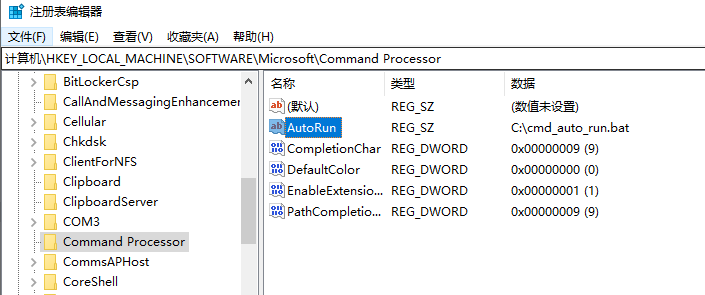 注册表编辑器
文件(F) 编辑(E) 查看(V) 收藏夹(A) 帮助(H)
计算机\HKEY_LOCAL_MACHINE\SOFTWARE\Microsoft\Command Processor
BitLockerCsp
CallAndMessagingEnhancemer
Cellular
Chkdsk
ClientForNFS
Clipboard
ClipboardServer
COM3
Command Processor
CommsAPHost
CoreShell
名称 类型 数据
ab (默认) REG_SZ (数值未设置)
ab AutoRun REG_SZ C:\cmd_auto_run.bat
CompletionChar REG_DWORD 0x00000009 (9)
DefaultColor REG_DWORD 0x00000000 (0)
EnableExtensio... REG_DWORD 0x00000001 (1)
PathCompletio... REG_DWORD 0x00000009 (9)